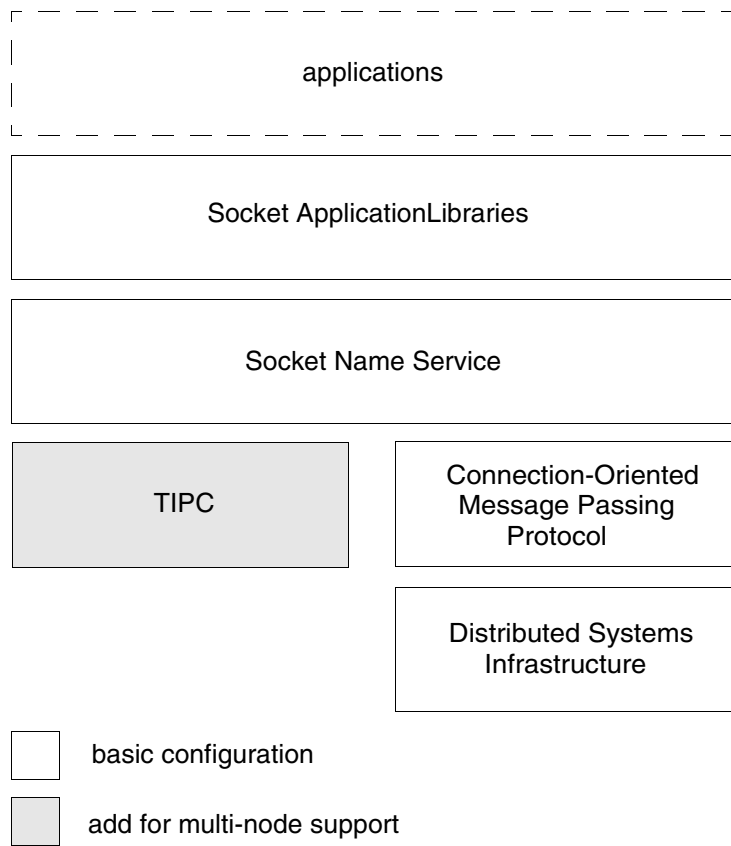 applications
Socket ApplicationLibraries
Socket Name Service
TIPC
Connection-Oriented
Message Passing
Protocol
Distributed Systems
Infrastructure
basic configuration
add for multi-node support